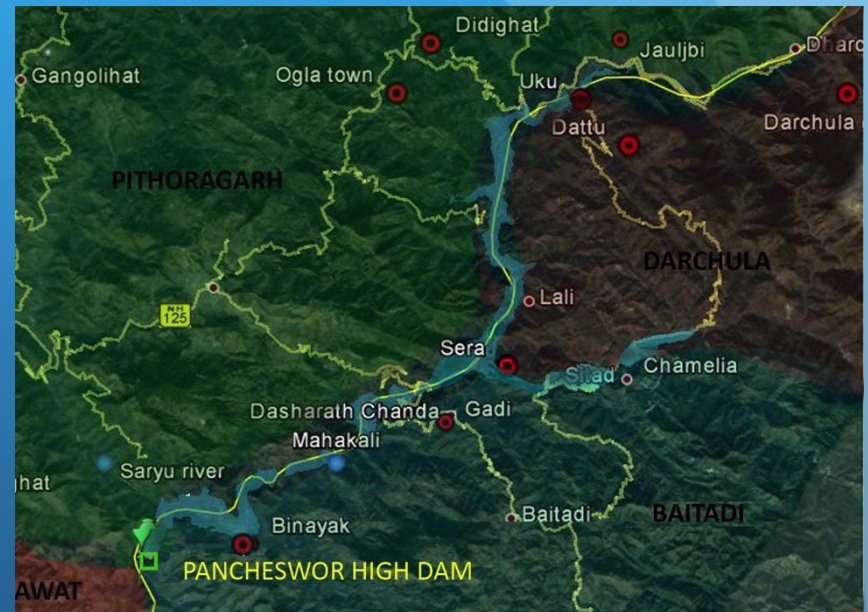 Didighat
Jauljbi
Dharc
Gangolihat
Ogla town
Uku
Dattu
Darchula
PITHORAGARH
DARCHULA
Lali
NH
125
Sera
Sitad
Chamelia
Dasharath Chanda
Gadi
Mahakali
Saryu river
hat
Baitadi
BAITADI
Binayak
PANCHESWOR HIGH DAM
AWAT